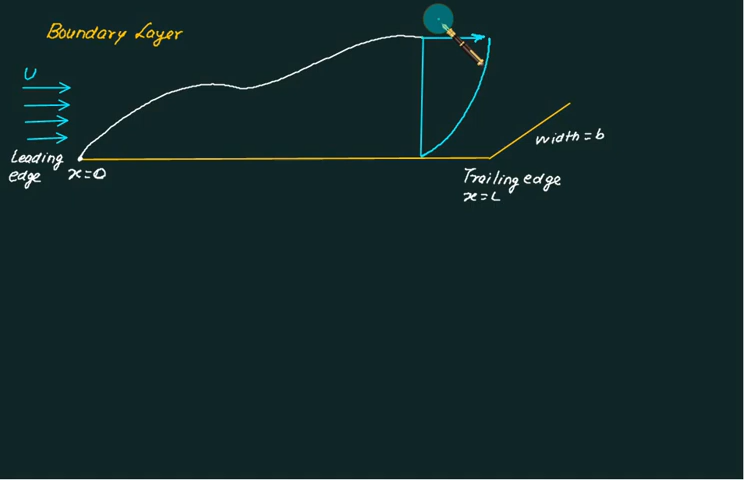 Boundary Layer
U
Leading
edge
x=0
width=b
Trailing edge
x=L